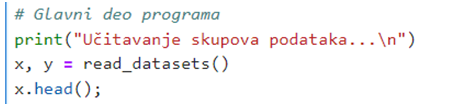 # Glavni deo programa
print("Učitavanje skupova podataka...\n")
x, y = read_datasets()
x.head();